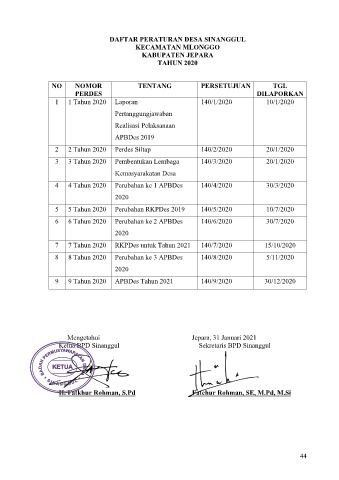 DAFTAR PERATURAN DESA SINANGGUL
KECAMATAN MLONGGO
KABUPATEN JEPARA
TAHUN 2020
NO NOMOR PERDES TENTANG PERSETUJUAN TGL DILAPORKAN
1 1 Tahun 2020 Laporan 140/1/2020 10/1/2020
Pertanggungjawaban
Realisasi Pelaksanaan
APBDes 2019
2 2 Tahun 2020 Perdes Siltap 140/2/2020 20/1/2020
3 3 Tahun 2020 Pembentukan Lembaga 140/3/2020 20/1/2020
Kemasyarakatan Desa
4 4 Tahun 2020 Perubahan ke 1 APBDes 140/4/2020 30/3/2020
2020
5 5 Tahun 2020 Perubahan RKPDes 2019 140/5/2020 10/7/2020
6 6 Tahun 2020 Perubahan ke 2 APBDes 140/6/2020 30/7/2020
2020
7 7 Tahun 2020 RKPDes untuk Tahun 2021 140/7/2020 15/10/2020
8 8 Tahun 2020 Perubahan ke 3 APBDes 140/8/2020 5/11/2020
2020
9 9 Tahun 2020 APBDes Tahun 2021 140/9/2020 30/12/2020
Mengetahui Jepara, 31 Januari 2021
Ketua BPD Sinanggul Sekretaris BPD Sinanggul
KETUA
H. Fatkhur Rohman, S.Pd Fatchur Rohman, SE, M.Pd, M.Si
44